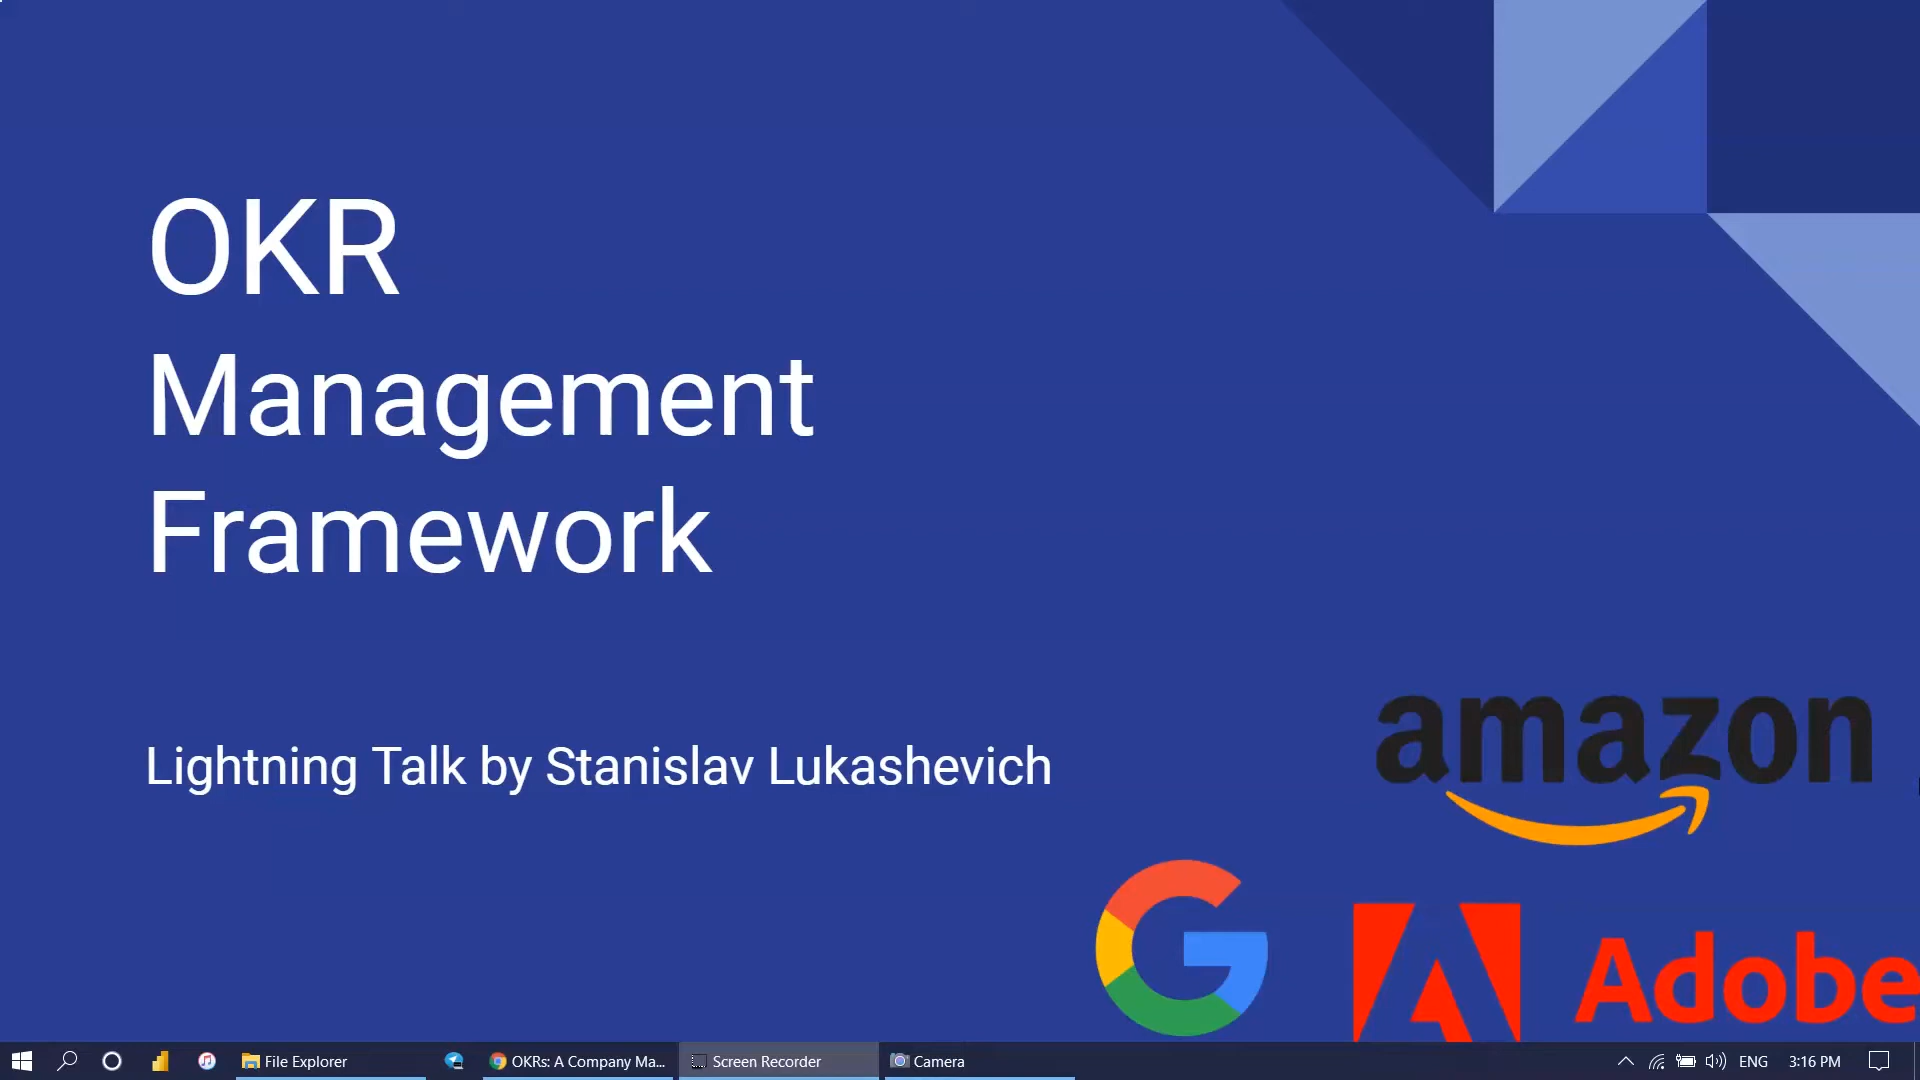 OKR
Management
Framework
Lightning Talk by Stanislav Lukashevich
amazon
Adobe
File Explorer
OKRs: A Company Ma...
Screen Recorder
Camera
ENG
3:16 PM